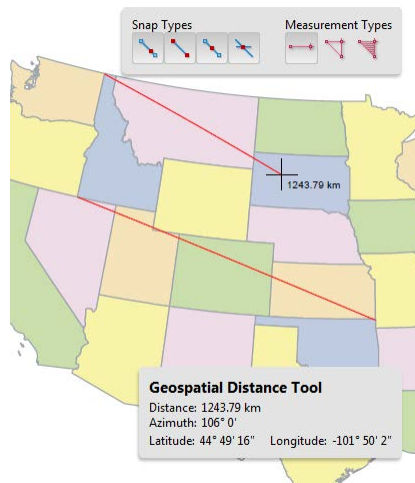 Snap Types Measurement Types
1243.79 km
Geospatial Distance Tool
Distance: 1243.79 km
Azimuth: 106° 0'
Latitude: 44° 49' 16" Longitude: -101° 50' 2"